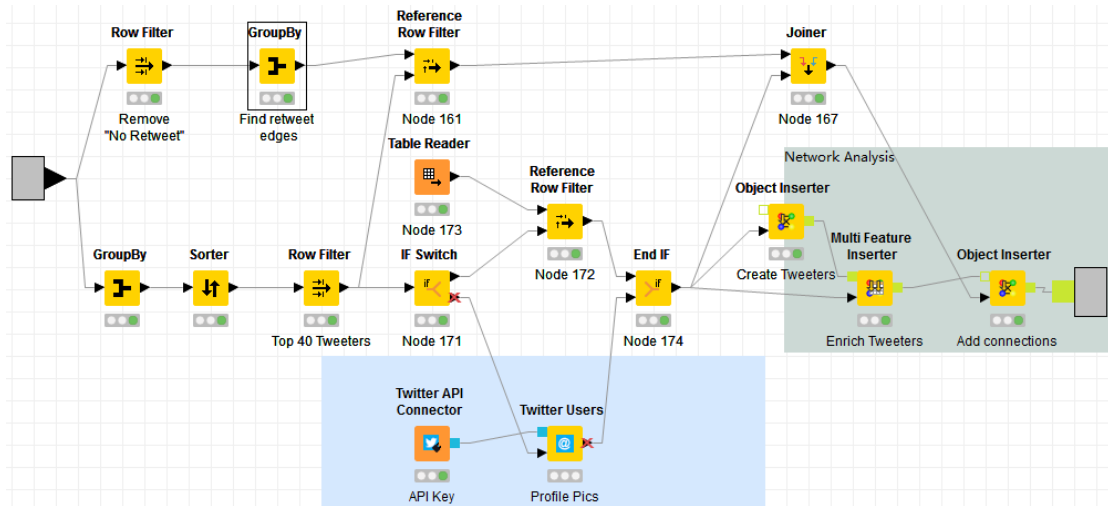 Row Filter
Remove
"No Retweet"
GroupBy
Find retweet
edges
Reference
Row Filter
Node 161
Joiner
Node 167
Table Reader
Node 173
Reference
Row Filter
Node 172
Network Analysis
Object Inserter
Create Tweeters
Multi Feature
Inserter
Enrich Tweeters
Object Inserter
Add connections
GroupBy
Sorter
Row Filter
Top 40 Tweeters
IF Switch
if
Node 171
End IF
if
Node 174
Twitter API
Connector
API Key
Twitter Users
@
Profile Pics